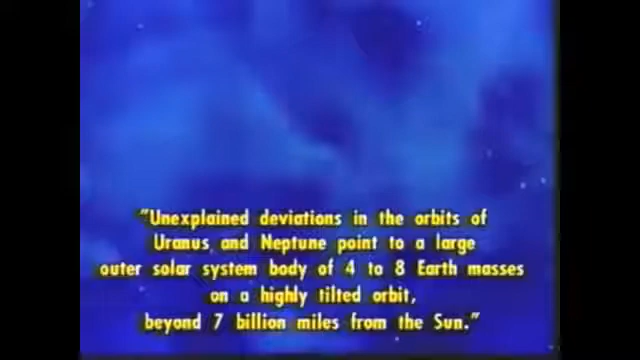 "Unexplained deviations in the orbits of
Uranus and Neptune point to a large
outer solar system body of 4 to 8 Earth masses
on a highly tilted orbit,
beyond 7 billion miles from the Sun."